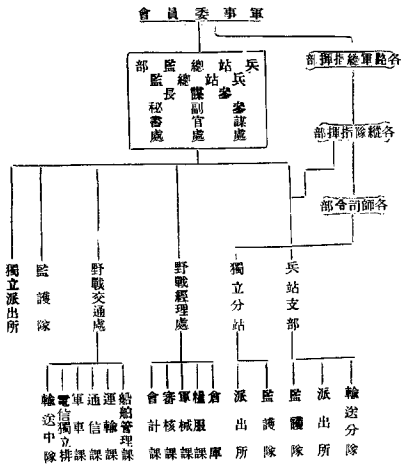 軍事委員會
各路軍總指揮部
兵站總監部
兵站總監
參謀長
參謀處
副官處
秘書處
各縱隊指揮部
各師司令部
兵站支部
獨立分站
野戰經理處
野戰交通處
監護隊
獨立派出所
輸送分隊
派出所
監護隊
監護隊
派出所
倉庫
糧服課
軍械課
審核課
會計課
船舶管理課
運輸課
通信課
軍車課
電信獨立排
輸送中隊